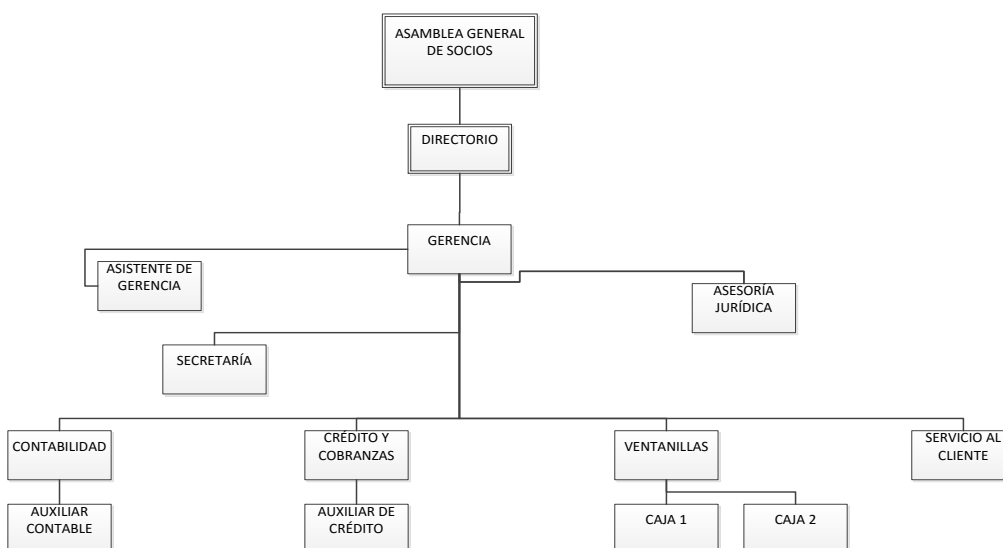 ASAMBLEA GENERAL
DE SOCIOS
DIRECTORIO
GERENCIA
ASISTENTE DE
GERENCIA
ASESORÍA
JURÍDICA
SECRETARÍA
CONTABILIDAD
CRÉDITO Y
COBRANZAS
VENTANILLAS
SERVICIO AL
CLIENTE
AUXILIAR
CONTABLE
AUXILIAR DE
CRÉDITO
CAJA 1
CAJA 2